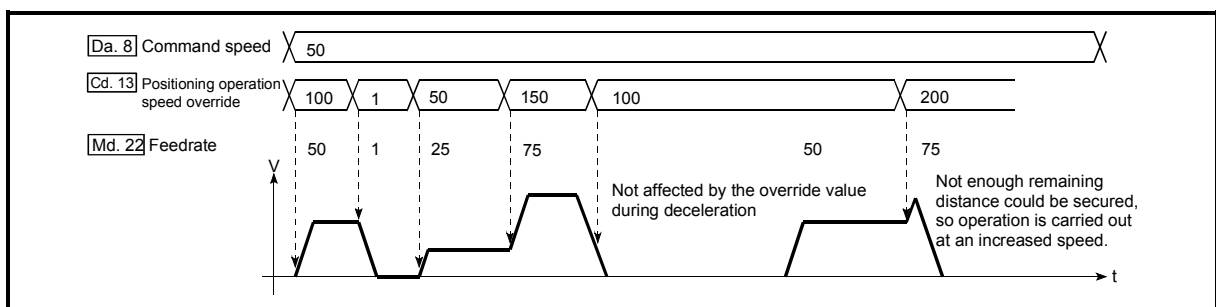 Da. 8 Command speed 50
Cd. 13 Positioning operation
speed override
100 1 50 150 100 200
Md. 22 Feedrate 50 1 25 75 50 75
V
Not affected by the override value
during deceleration
Not enough remaining
distance could be secured,
so operation is carried out
at an increased speed.
t